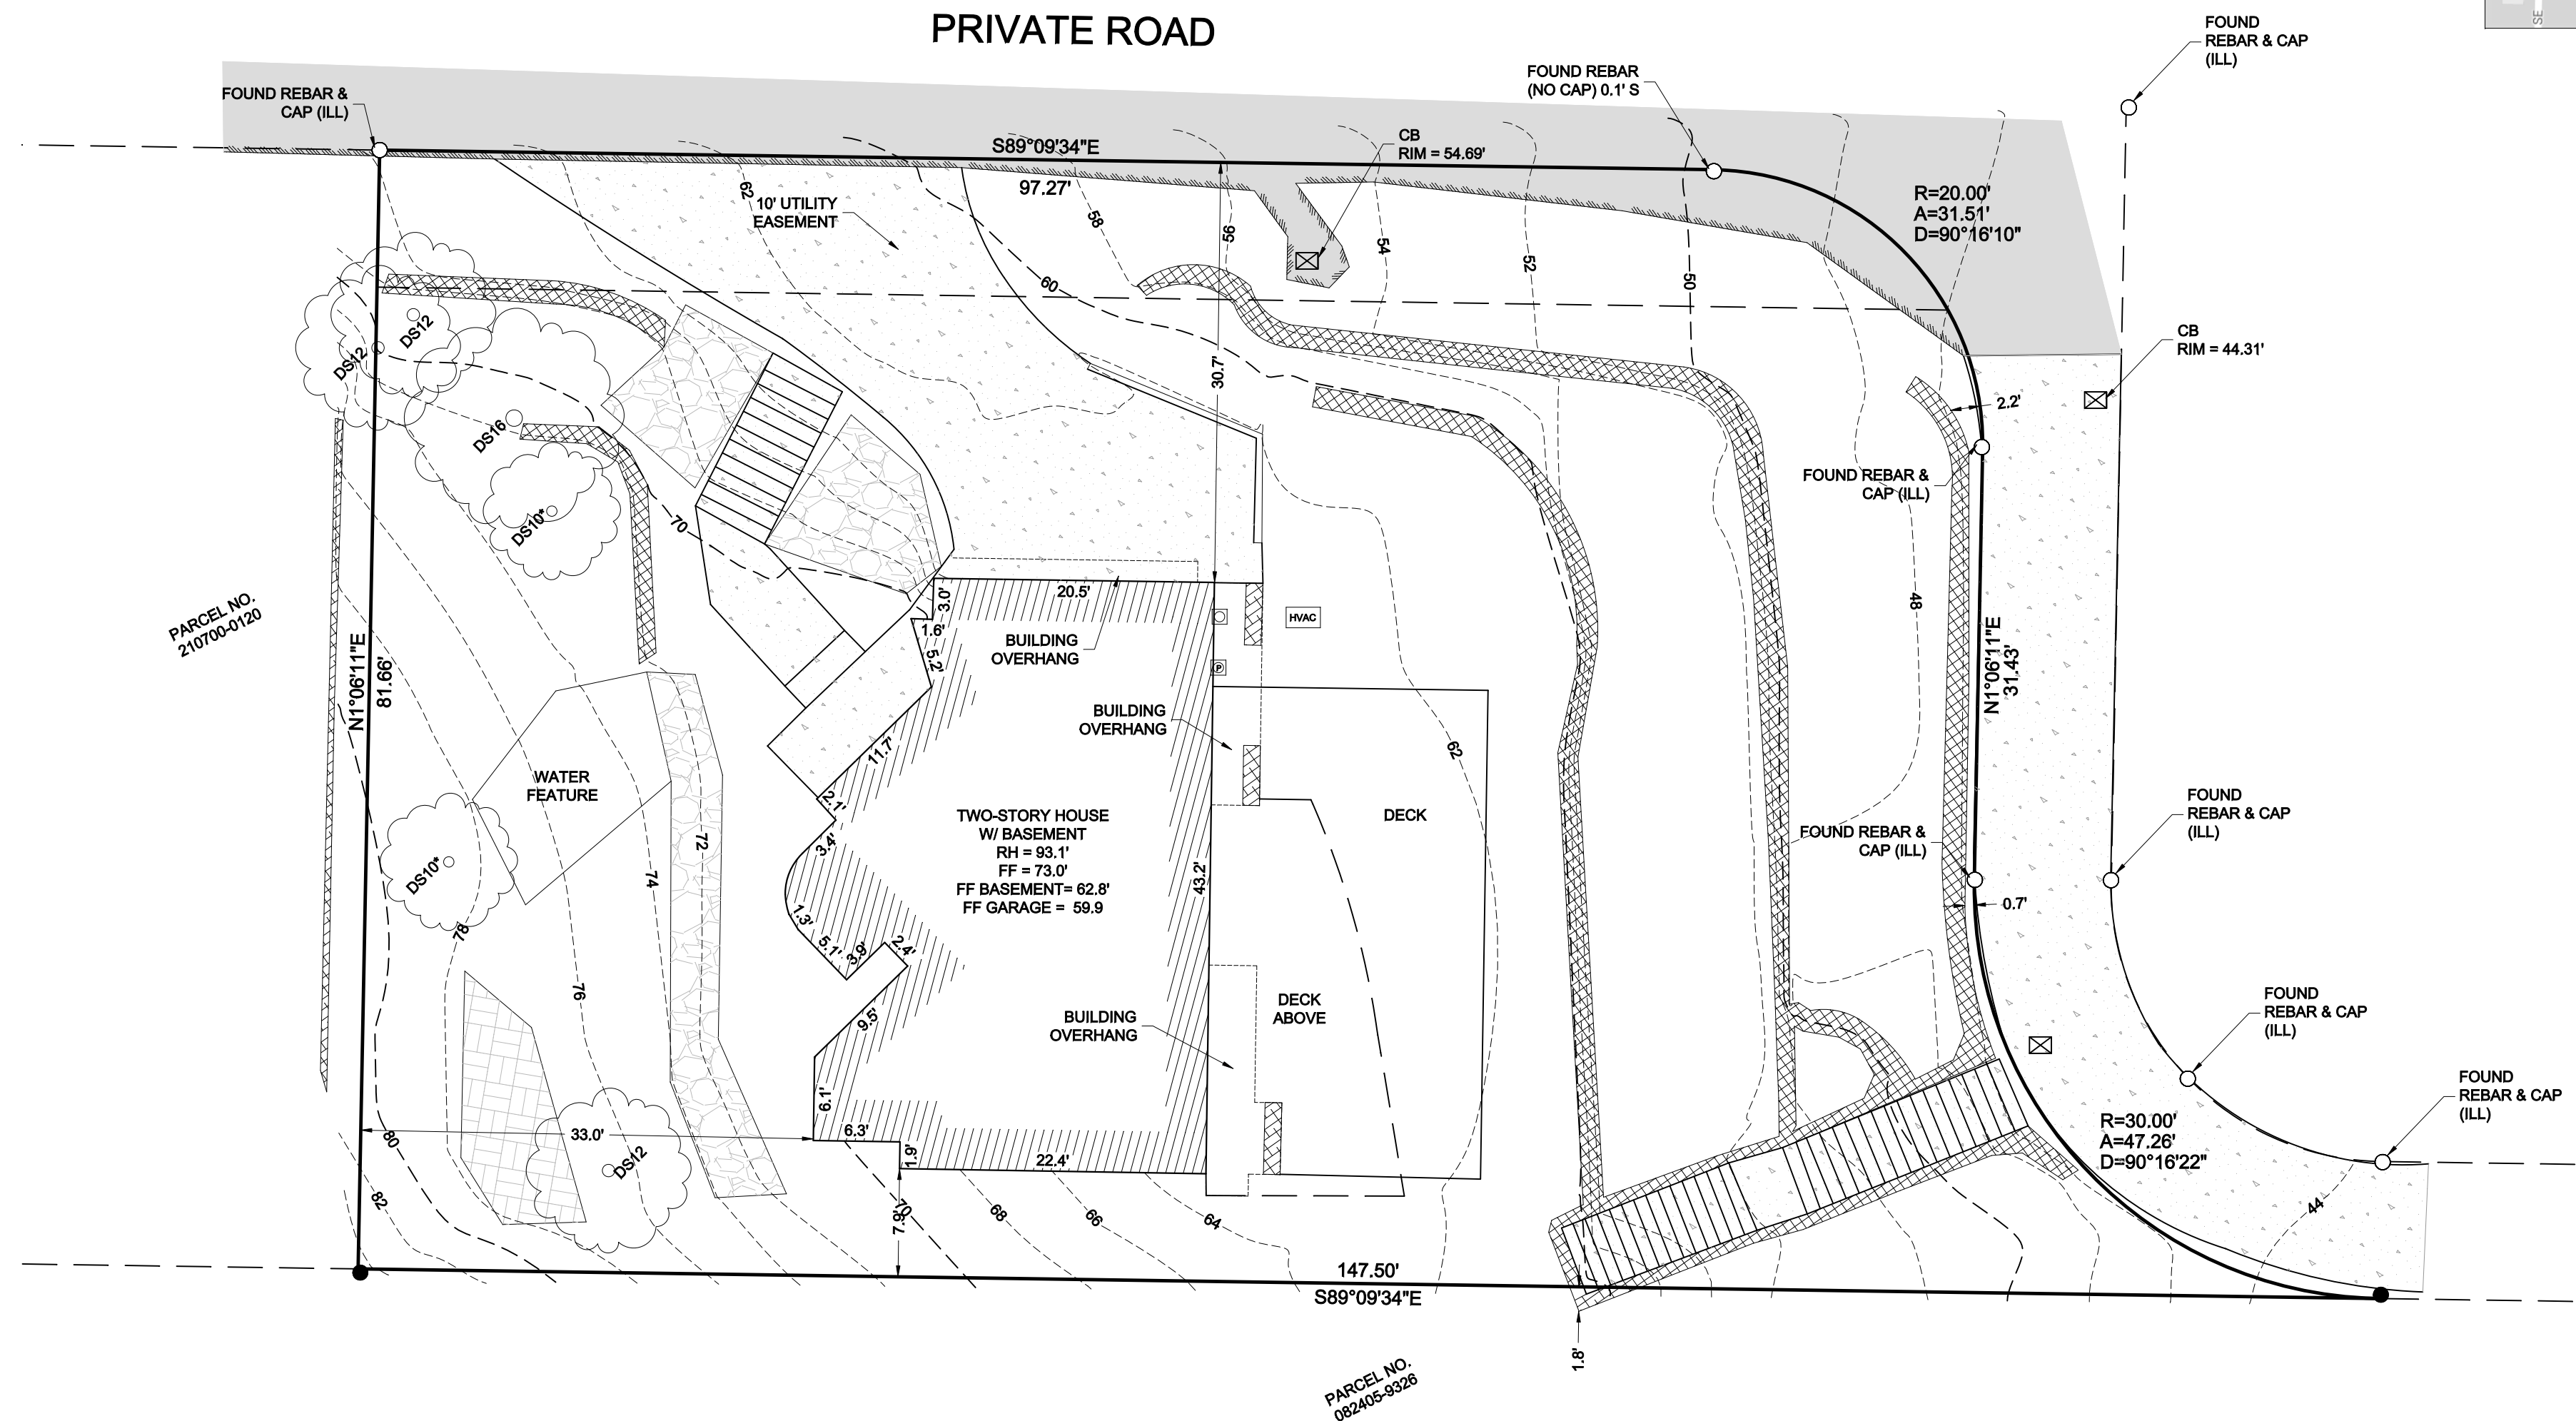 PRIVATE ROAD
SE
FOUND
REBAR & CAP
(ILL)
FOUND REBAR
(NO CAP) 0.1' S
FOUND REBAR &
CAP (ILL)
S89°09'34"E
97.27'
CB
RIM = 54.69'
R=20.00'
A=31.51'
D=90°16'10"
10' UTILITY
EASEMENT
62
58
56
54
52
50
60
CB
RIM = 44.31'
DS12
DS12
30.7'
2.2'
DS16
FOUND REBAR &
CAP (ILL)
DS10*
70
20.5'
3.0'
1.6'
5.2'
HVAC
P
BUILDING
OVERHANG
48
PARCEL NO.
210700-0120
N1°06'11"E
81.66'
N1°06'11"E
31.43'
BUILDING
OVERHANG
62
11.7'
2.1'
3.4'
WATER
FEATURE
TWO-STORY HOUSE
W/ BASEMENT
RH = 93.1'
FF = 73.0'
FF BASEMENT= 62.8'
FF GARAGE =  59.9
DECK
FOUND
REBAR & CAP
(ILL)
FOUND REBAR &
CAP (ILL)
72
74
DS10*
43.2'
0.7'
1.3'
5.1'
3.9'
2.4'
78
76
9.5'
DECK
ABOVE
BUILDING
OVERHANG
FOUND
REBAR & CAP
(ILL)
FOUND
REBAR & CAP
(ILL)
6.1'
6.3'
1.9'
22.4'
33.0'
80
DS12
82
R=30.00'
A=47.26'
D=90°16'22"
7.9'
70
68
66
64
44
147.50'
S89°09'34"E
1.8'
PARCEL NO.
082405-9326